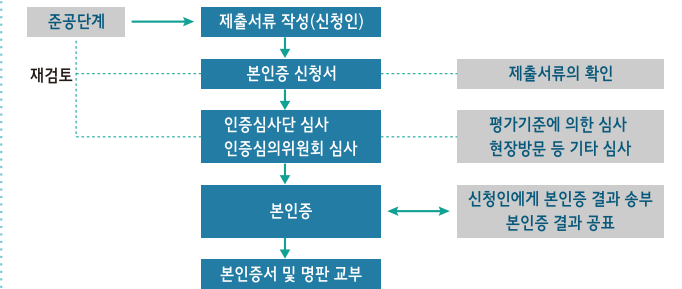 준공단계
제출서류 작성(신청인)
재검토
본인증 신청서
제출서류의 확인
인증심사단 심사
인증심의위원회 심사
평가기준에 의한 심사
현장방문 등 기타 심사
본인증
신청인에게 본인증 결과 송부
본인증 결과 공표
본인증서 및 명판 교부